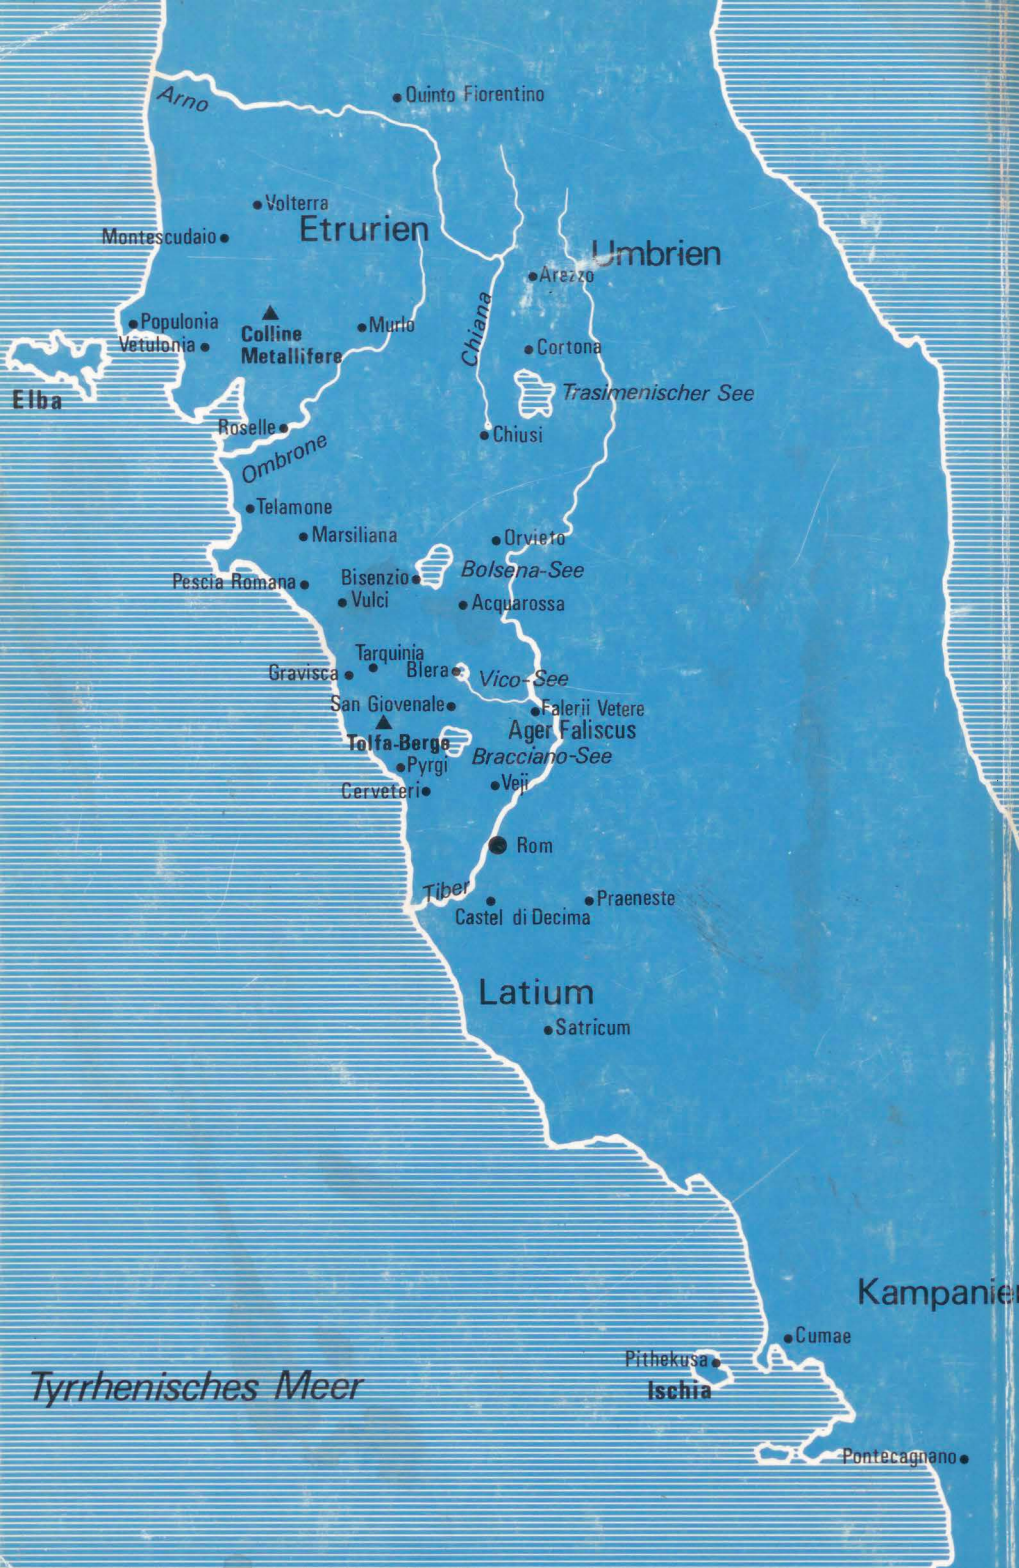 Arno
Quinto Fiorentino
Volterra
Etrurien
Montescudaio
Umbrien
Arezzo
Chiana
Populonia
Murlo
Colline
Metallifere
Vetulonia
Cortona
Elba
Trasimenischer See
Roselle
Chiusi
Ombrone
Telamone
Marsiliana
Orvieto
Bolsena-See
Bisenzio
Pescia Romana
Vulci
Acquarossa
Tarquinia
Gravisca
Blera
Vico-See
San Giovenale
Falerii Vetere
Ager Faliscus
Tolfa-Berge
Bracciano-See
Pyrgi
Cerveteri
Veji
Rom
Tiber
Castel di Decima
Praeneste
Latium
Satricum
Kampanien
Cumae
Pithekusa
Ischia
Tyrrhenisches Meer
Pontecagnano